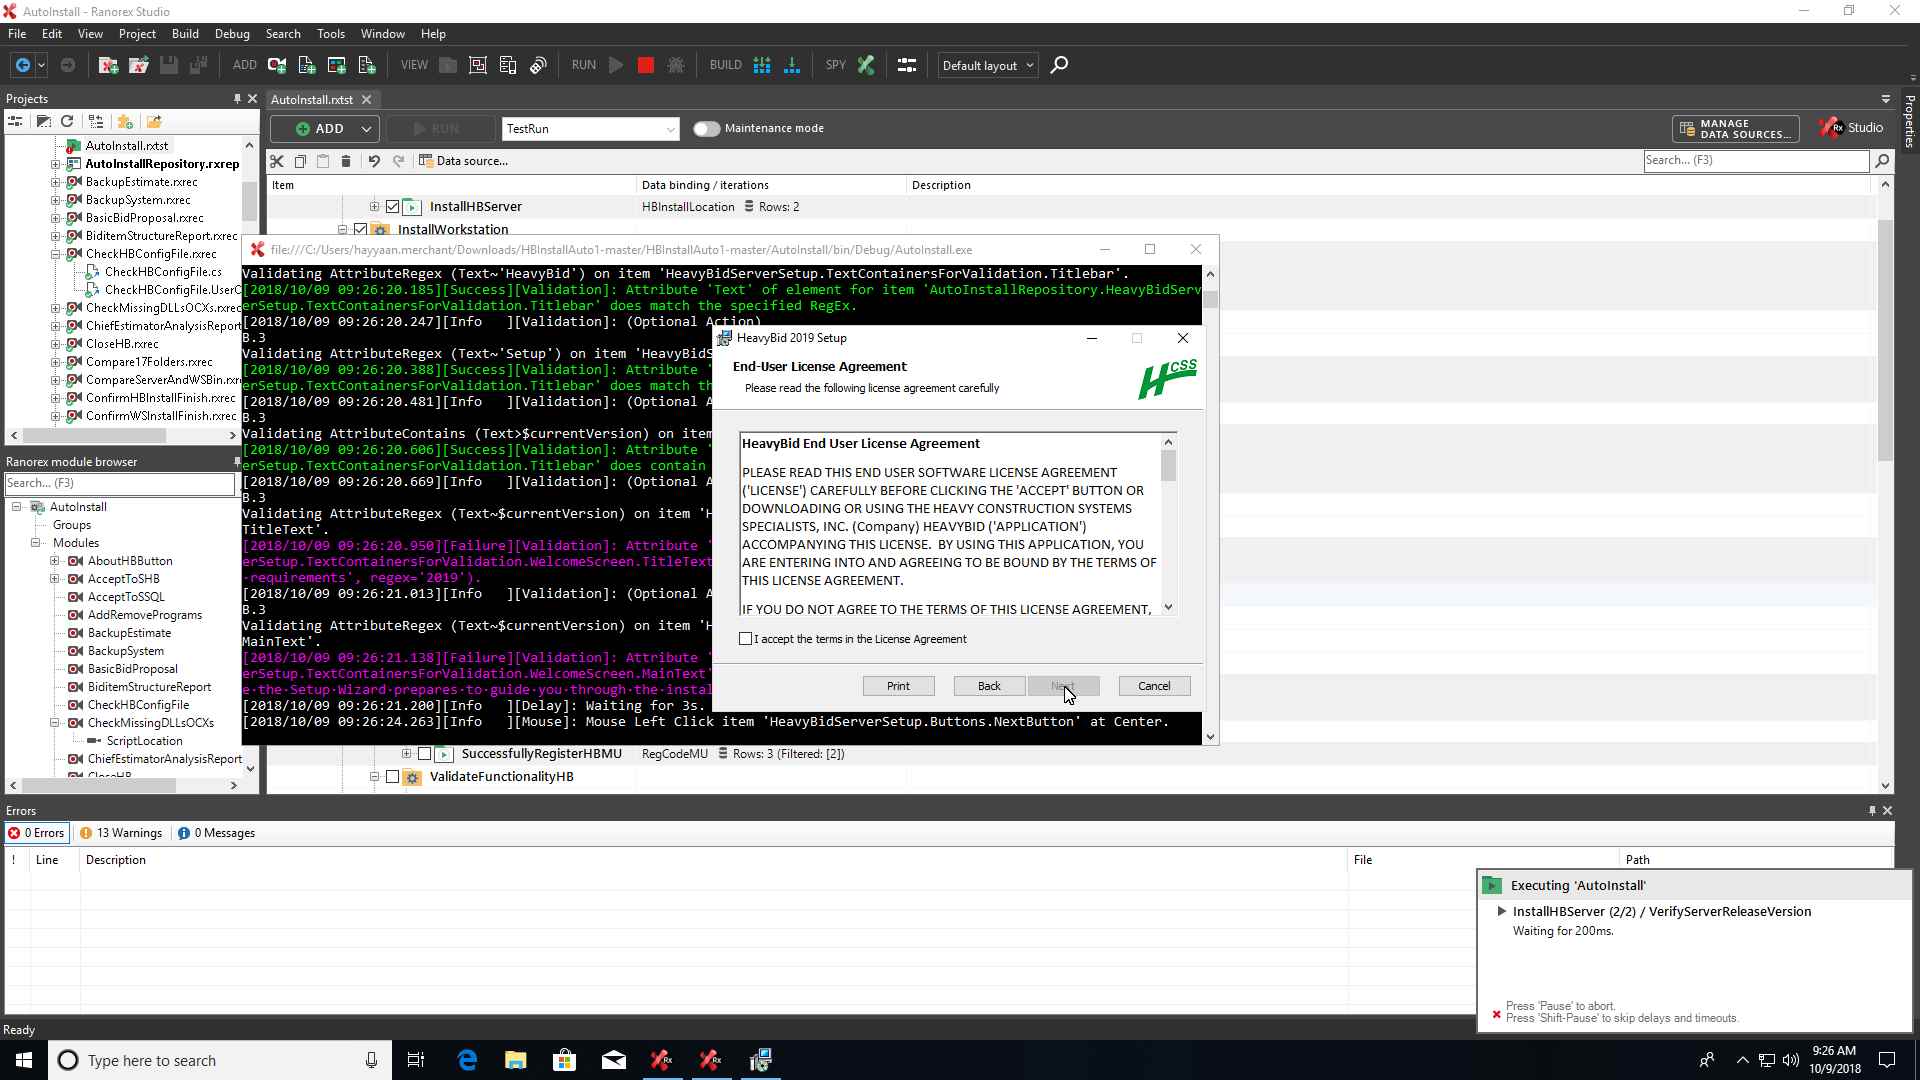 AutoInstall - Ranorex Studio
File Edit View Project Build Debug Search Tools Window Help
ADD VIEW RUN BUILD SPY Default layout
Projects
AutoInstall.rxtst
ADD RUN TestRun Maintenance mode MANAGE DATA SOURCES... Rx Studio
Properties
Data source... Search... (F3)
Item Data binding / iterations Description
InstallHBServer HBInstallLocation Rows: 2
InstallWorkstation
AutoInstall.rxtst
AutoInstallRepository.rxrep
BackupEstimate.rxrec
BackupSystem.rxrec
BasicBidProposal.rxrec
BiditemStructureReport.rxrec
CheckHBConfigFile.rxrec
CheckHBConfigFile.cs
CheckHBConfigFile.UserC
CheckMissingDLLsOCXs.rxrec
ChiefEstimatorAnalysisReport
CloseHB.rxrec
Compare17Folders.rxrec
CompareServerAndWSBin.rxr
ConfirmHBInstallFinish.rxrec
ConfirmWSInstallFinish.rxrec
Ranorex module browser
Search... (F3)
AutoInstall
Groups
Modules
AboutHBButton
AcceptToSHB
AcceptToSSQL
AddRemovePrograms
BackupEstimate
BackupSystem
BasicBidProposal
BiditemStructureReport
CheckHBConfigFile
CheckMissingDLLsOCXs
ScriptLocation
ChiefEstimatorAnalysisReport
CloseHB
file:///C:/Users/hayyaan.merchant/Downloads/HBInstallAuto1-master/HBInstallAuto1-master/AutoInstall/bin/Debug/AutoInstall.exe
Validating AttributeRegex (Text~'HeavyBid') on item 'HeavyBidServerSetup.TextContainersForValidation.Titlebar'.
[2018/10/09 09:26:20.185][Success][Validation]: Attribute 'Text' of element for item 'AutoInstallRepository.HeavyBidServ
erSetup.TextContainersForValidation.Titlebar' does match the specified RegEx.
[2018/10/09 09:26:20.247][Info   ][Validation]: (Optional Action)
B.3
Validating AttributeRegex (Text~'Setup') on item 'HeavyBidS
[2018/10/09 09:26:20.388][Success][Validation]: Attribute '
erSetup.TextContainersForValidation.Titlebar' does match th
[2018/10/09 09:26:20.481][Info   ][Validation]: (Optional A
B.3
Validating AttributeContains (Text>$currentVersion) on item
[2018/10/09 09:26:20.606][Success][Validation]: Attribute '
erSetup.TextContainersForValidation.Titlebar' does contain
[2018/10/09 09:26:20.669][Info   ][Validation]: (Optional A
B.3
Validating AttributeRegex (Text~$currentVersion) on item 'H
TitleText'.
[2018/10/09 09:26:20.950][Failure][Validation]: Attribute '
erSetup.TextContainersForValidation.WelcomeScreen.TitleText
-requirements', regex='2019').
[2018/10/09 09:26:21.013][Info   ][Validation]: (Optional A
B.3
Validating AttributeRegex (Text~$currentVersion) on item 'H
MainText'.
[2018/10/09 09:26:21.138][Failure][Validation]: Attribute '
erSetup.TextContainersForValidation.WelcomeScreen.MainText'
e·the·Setup·Wizard·prepares·to·guide·you·through·the·instal
[2018/10/09 09:26:21.200][Info   ][Delay]: Waiting for 3s.
[2018/10/09 09:26:24.263][Info   ][Mouse]: Mouse Left Click item 'HeavyBidServerSetup.Buttons.NextButton' at Center.
HeavyBid 2019 Setup
End-User License Agreement
Please read the following license agreement carefully
HCSS
HeavyBid End User License Agreement
PLEASE READ THIS END USER SOFTWARE LICENSE AGREEMENT
('LICENSE') CAREFULLY BEFORE CLICKING THE 'ACCEPT' BUTTON OR
DOWNLOADING OR USING THE HEAVY CONSTRUCTION SYSTEMS
SPECIALISTS, INC. (Company) HEAVYBID ('APPLICATION')
ACCOMPANYING THIS LICENSE.  BY USING THIS APPLICATION, YOU
ARE ENTERING INTO AND AGREEING TO BE BOUND BY THE TERMS OF
THIS LICENSE AGREEMENT.
IF YOU DO NOT AGREE TO THE TERMS OF THIS LICENSE AGREEMENT,
I accept the terms in the License Agreement
Print Back Next Cancel
SuccessfullyRegisterHBMU RegCodeMU Rows: 3 (Filtered: [2])
ValidateFunctionalityHB
Errors
0 Errors 13 Warnings 0 Messages
! Line Description File Path
Executing 'AutoInstall'
InstallHBServer (2/2) / VerifyServerReleaseVersion
Waiting for 200ms.
Press 'Pause' to abort.
Press 'Shift-Pause' to skip delays and timeouts.
Ready
Type here to search
9:26 AM
10/9/2018